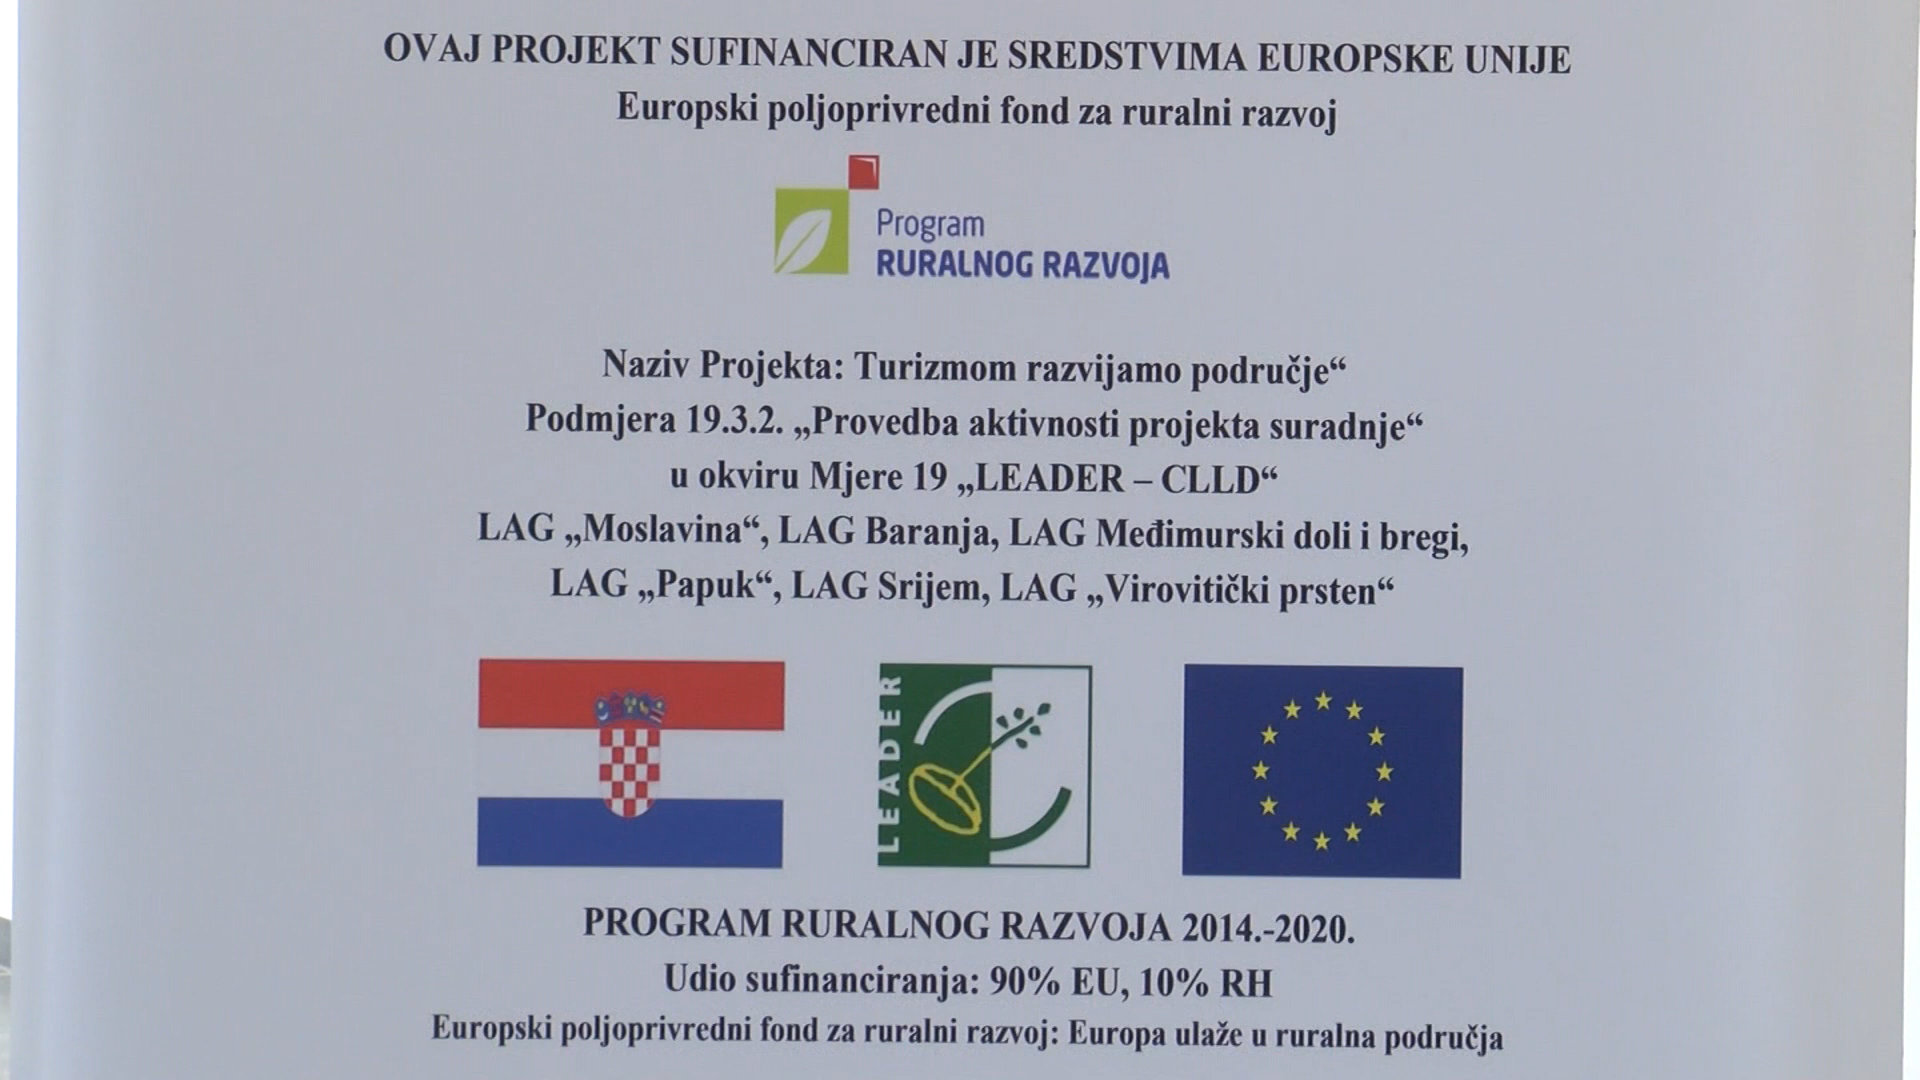 OVAJ PROJEKT SUFINANCIRAN JE SREDSTVIMA EUROPSKE UNIJE
Europski poljoprivredni fond za ruralni razvoj
Program
RURALNOG RAZVOJA
Naziv Projekta: Turizmom razvijamo područje“
Podmjera 19.3.2. „Provedba aktivnosti projekta suradnje“
u okviru Mjere 19 „LEADER – CLLD“
LAG „Moslavina“, LAG Baranja, LAG Međimurski doli i bregi,
LAG „Papuk“, LAG Srijem, LAG „Virovitički prsten“
LEADER
PROGRAM RURALNOG RAZVOJA 2014.-2020.
Udio sufinanciranja: 90% EU, 10% RH
Europski poljoprivredni fond za ruralni razvoj: Europa ulaže u ruralna područja